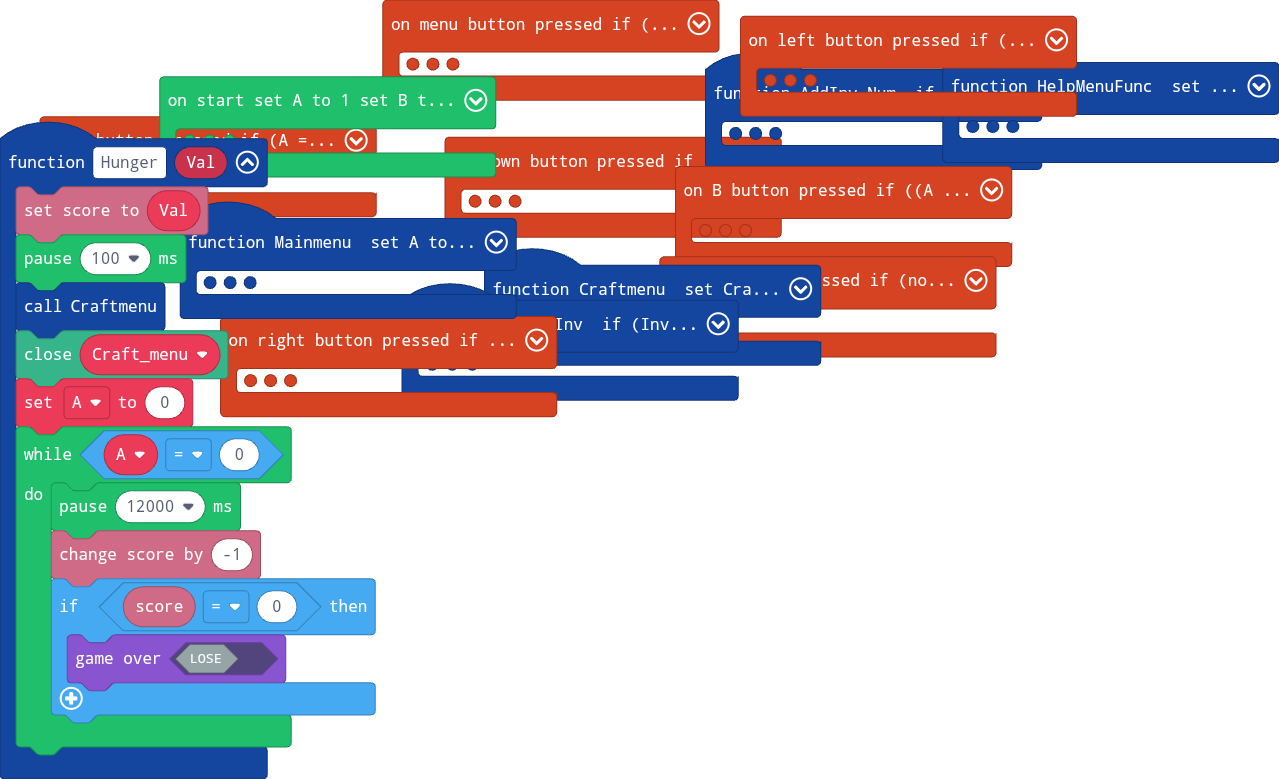 on menu button pressed if (...
on left button pressed if (...
function HelpMenuFunc set ...
on start set A to 1 set B t...
button
if (A =...
AddInv Num if
function Hunger Val
button pressed if
on B button pressed if ((A ...
set score to Val
function Mainmenu set A to...
pause 100 ms
if (no...
function Craftmenu set Cra...
call Craftmenu
Inv if (Inv...
on right button pressed if ...
close Craft_menu
set A to 0
while A = 0
do
pause 12000 ms
change score by -1
if score = 0 then
game over LOSE